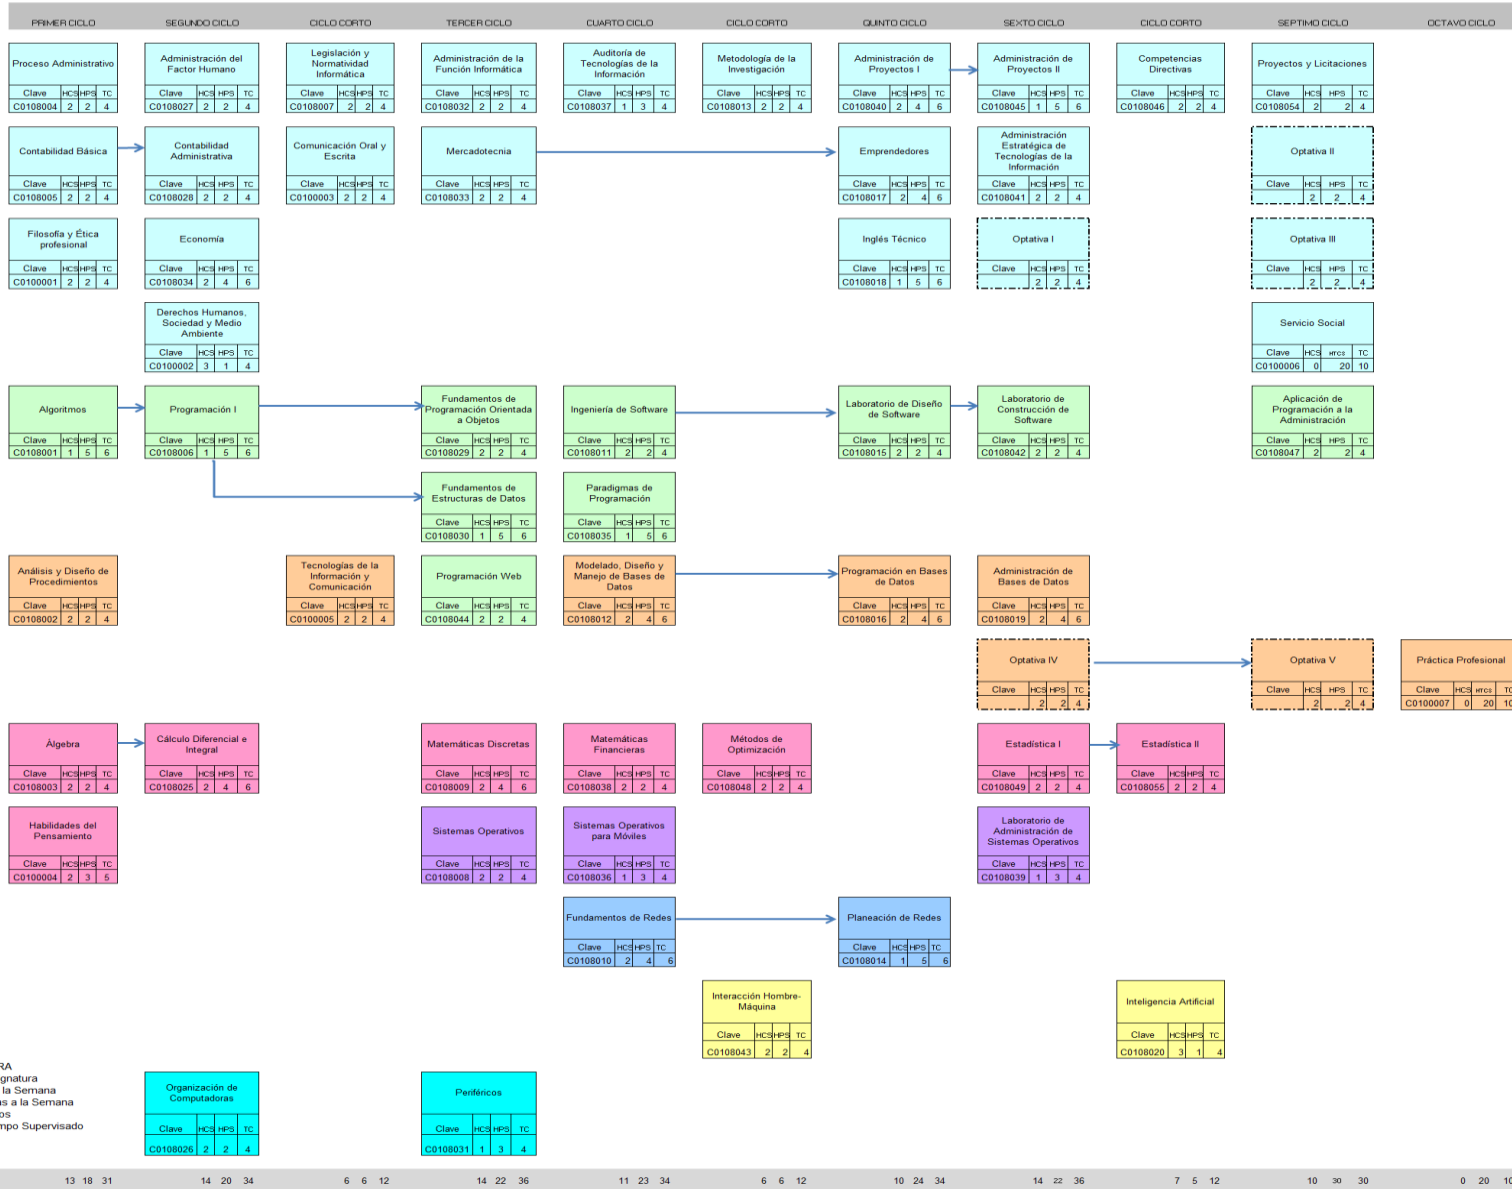 PRIMER CICLO SEGUNDO CICLO CICLO CORTO TERCER CICLO CUARTO CICLO CICLO CORTO QUINTO CICLO SEXTO CICLO CICLO CORTO SEPTIMO CICLO OCTAVO CICLO
Proceso Administrativo
Clave HCS HPS TC
C0108004 2 2 4
Administración del
Factor Humano
Clave HCS HPS TC
C0108027 2 2 4
Legislación y
Normatividad
Informática
Clave HCS HPS TC
C0108007 2 2 4
Administración de la
Función Informática
Clave HCS HPS TC
C0108032 2 2 4
Auditoría de
Tecnologías de la
Información
Clave HCS HPS TC
C0108037 1 3 4
Metodología de la
Investigación
Clave HCS HPS TC
C0108013 2 2 4
Administración de
Proyectos I
Clave HCS HPS TC
C0108040 2 4 6
Administración de
Proyectos II
Clave HCS HPS TC
C0108045 1 5 6
Competencias
Directivas
Clave HCS HPS TC
C0108046 2 2 4
Proyectos y Licitaciones
Clave HCS HPS TC
C0108054 2 2 4
Contabilidad Básica
Clave HCS HPS TC
C0108005 2 2 4
Contabilidad
Administrativa
Clave HCS HPS TC
C0108028 2 2 4
Comunicación Oral y
Escrita
Clave HCS HPS TC
C0100003 2 2 4
Mercadotecnia
Clave HCS HPS TC
C0108033 2 2 4
Emprendedores
Clave HCS HPS TC
C0108017 2 4 6
Administración
Estratégica de
Tecnologías de la
Información
Clave HCS HPS TC
C0108041 2 2 4
Optativa II
Clave HCS HPS TC
2 2 4
Filosofía y Ética
profesional
Clave HCS HPS TC
C0100001 2 2 4
Economía
Clave HCS HPS TC
C0108034 2 4 6
Inglés Técnico
Clave HCS HPS TC
C0108018 1 5 6
Optativa I
Clave HCS HPS TC
2 2 4
Optativa III
Clave HCS HPS TC
2 2 4
Derechos Humanos,
Sociedad y Medio
Ambiente
Clave HCS HPS TC
C0100002 3 1 4
Servicio Social
Clave HCS HTCS TC
C0100006 0 20 10
Algoritmos
Clave HCS HPS TC
C0108001 1 5 6
Programación I
Clave HCS HPS TC
C0108006 1 5 6
Fundamentos de
Programación Orientada
a Objetos
Clave HCS HPS TC
C0108029 2 2 4
Ingeniería de Software
Clave HCS HPS TC
C0108011 2 2 4
Laboratorio de Diseño
de Software
Clave HCS HPS TC
C0108015 2 2 4
Laboratorio de
Construcción de
Software
Clave HCS HPS TC
C0108042 2 2 4
Aplicación de
Programación a la
Administración
Clave HCS HPS TC
C0108047 2 2 4
Fundamentos de
Estructuras de Datos
Clave HCS HPS TC
C0108030 1 5 6
Paradigmas de
Programación
Clave HCS HPS TC
C0108035 1 5 6
Análisis y Diseño de
Procedimientos
Clave HCS HPS TC
C0108002 2 2 4
Tecnologías de la
Información y
Comunicación
Clave HCS HPS TC
C0100005 2 2 4
Programación Web
Clave HCS HPS TC
C0108044 2 2 4
Modelado, Diseño y
Manejo de Bases de
Datos
Clave HCS HPS TC
C0108012 2 4 6
Programación en Bases
de Datos
Clave HCS HPS TC
C0108016 2 4 6
Administración de
Bases de Datos
Clave HCS HPS TC
C0108019 2 4 6
Optativa IV
Clave HCS HPS TC
2 2 4
Optativa V
Clave HCS HPS TC
2 2 4
Práctica Profesional
Clave HCS HTCS TC
C0100007 0 20 10
Álgebra
Clave HCS HPS TC
C0108003 2 2 4
Cálculo Diferencial e
Integral
Clave HCS HPS TC
C0108025 2 4 6
Matemáticas Discretas
Clave HCS HPS TC
C0108009 2 4 6
Matemáticas
Financieras
Clave HCS HPS TC
C0108038 2 2 4
Métodos de
Optimización
Clave HCS HPS TC
C0108048 2 2 4
Estadística I
Clave HCS HPS TC
C0108049 2 2 4
Estadística II
Clave HCS HPS TC
C0108055 2 2 4
Habilidades del
Pensamiento
Clave HCS HPS TC
C0100004 2 3 5
Sistemas Operativos
Clave HCS HPS TC
C0108008 2 2 4
Sistemas Operativos
para Móviles
Clave HCS HPS TC
C0108036 1 3 4
Laboratorio de
Administración de
Sistemas Operativos
Clave HCS HPS TC
C0108039 1 3 4
Fundamentos de Redes
Clave HCS HPS TC
C0108010 2 4 6
Planeación de Redes
Clave HCS HPS TC
C0108014 1 5 6
Interacción Hombre-
Máquina
Clave HCS HPS TC
C0108043 2 2 4
Inteligencia Artificial
Clave HCS HPS TC
C0108020 3 1 4
RA
gnatura
la Semana
as a la Semana
os
mpo Supervisado
Organización de
Computadoras
Clave HCS HPS TC
C0108026 2 2 4
Periféricos
Clave HCS HPS TC
C0108031 1 3 4
13 18 31 14 20 34 6 6 12 14 22 36 11 23 34 6 6 12 10 24 34 14 22 36 7 5 12 10 30 30 0 20 10